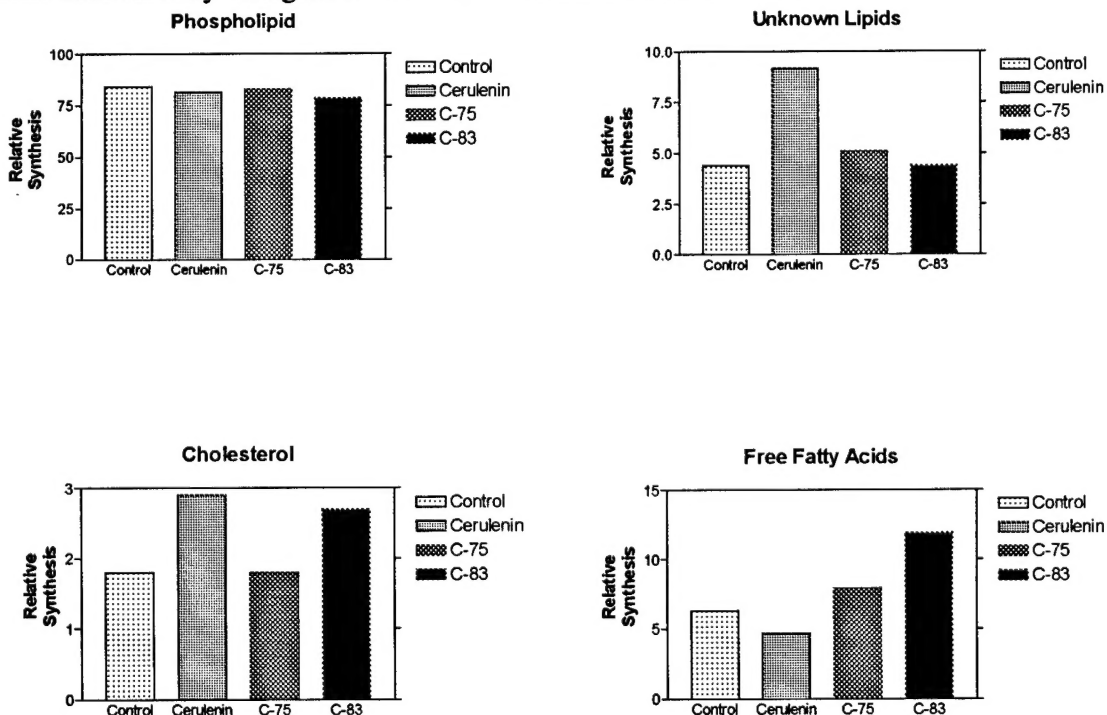 Phospholipid
100
75
50
25
0
Relative
Synthesis
Control
Cerulenin
C-75
C-83
Control
Cerulenin
C-75
C-83
Unknown Lipids
10.0
7.5
5.0
2.5
0.0
Relative
Synthesis
Control
Cerulenin
C-75
C-83
Control
Cerulenin
C-75
C-83
Cholesterol
3
2
1
0
Relative
Synthesis
Control
Cerulenin
C-75
C-83
Control
Cerulenin
C-75
C-83
Free Fatty Acids
15
10
5
0
Relative
Synthesis
Control
Cerulenin
C-75
C-83
Control
Cerulenin
C-75
C-83